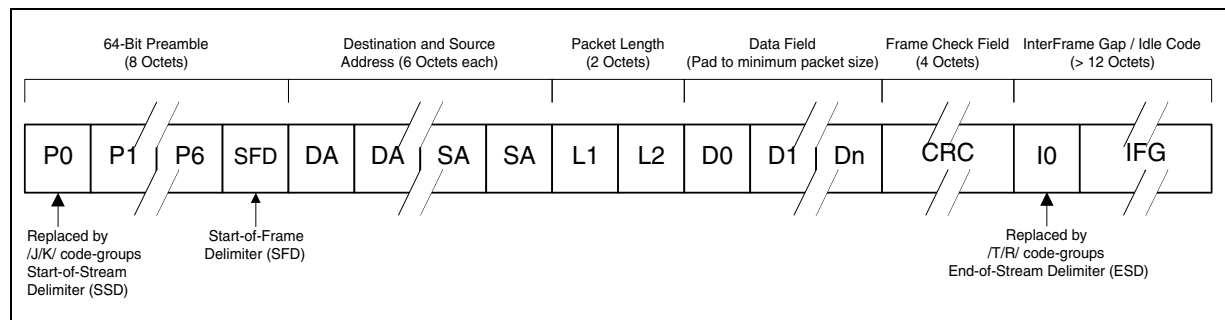 64-Bit Preamble
(8 Octets)
Destination and Source
Address (6 Octets each)
Packet Length
(2 Octets)
Data Field
(Pad to minimum packet size)
Frame Check Field
(4 Octets)
InterFrame Gap / Idle Code
(> 12 Octets)
P0 P1 P6 SFD DA DA SA SA L1 L2 D0 D1 Dn CRC I0 IFG
Replaced by
/J/K/ code-groups
Start-of-Stream
Delimiter (SSD)
Start-of-Frame
Delimiter (SFD)
Replaced by
/T/R/ code-groups
End-of-Stream Delimiter (ESD)